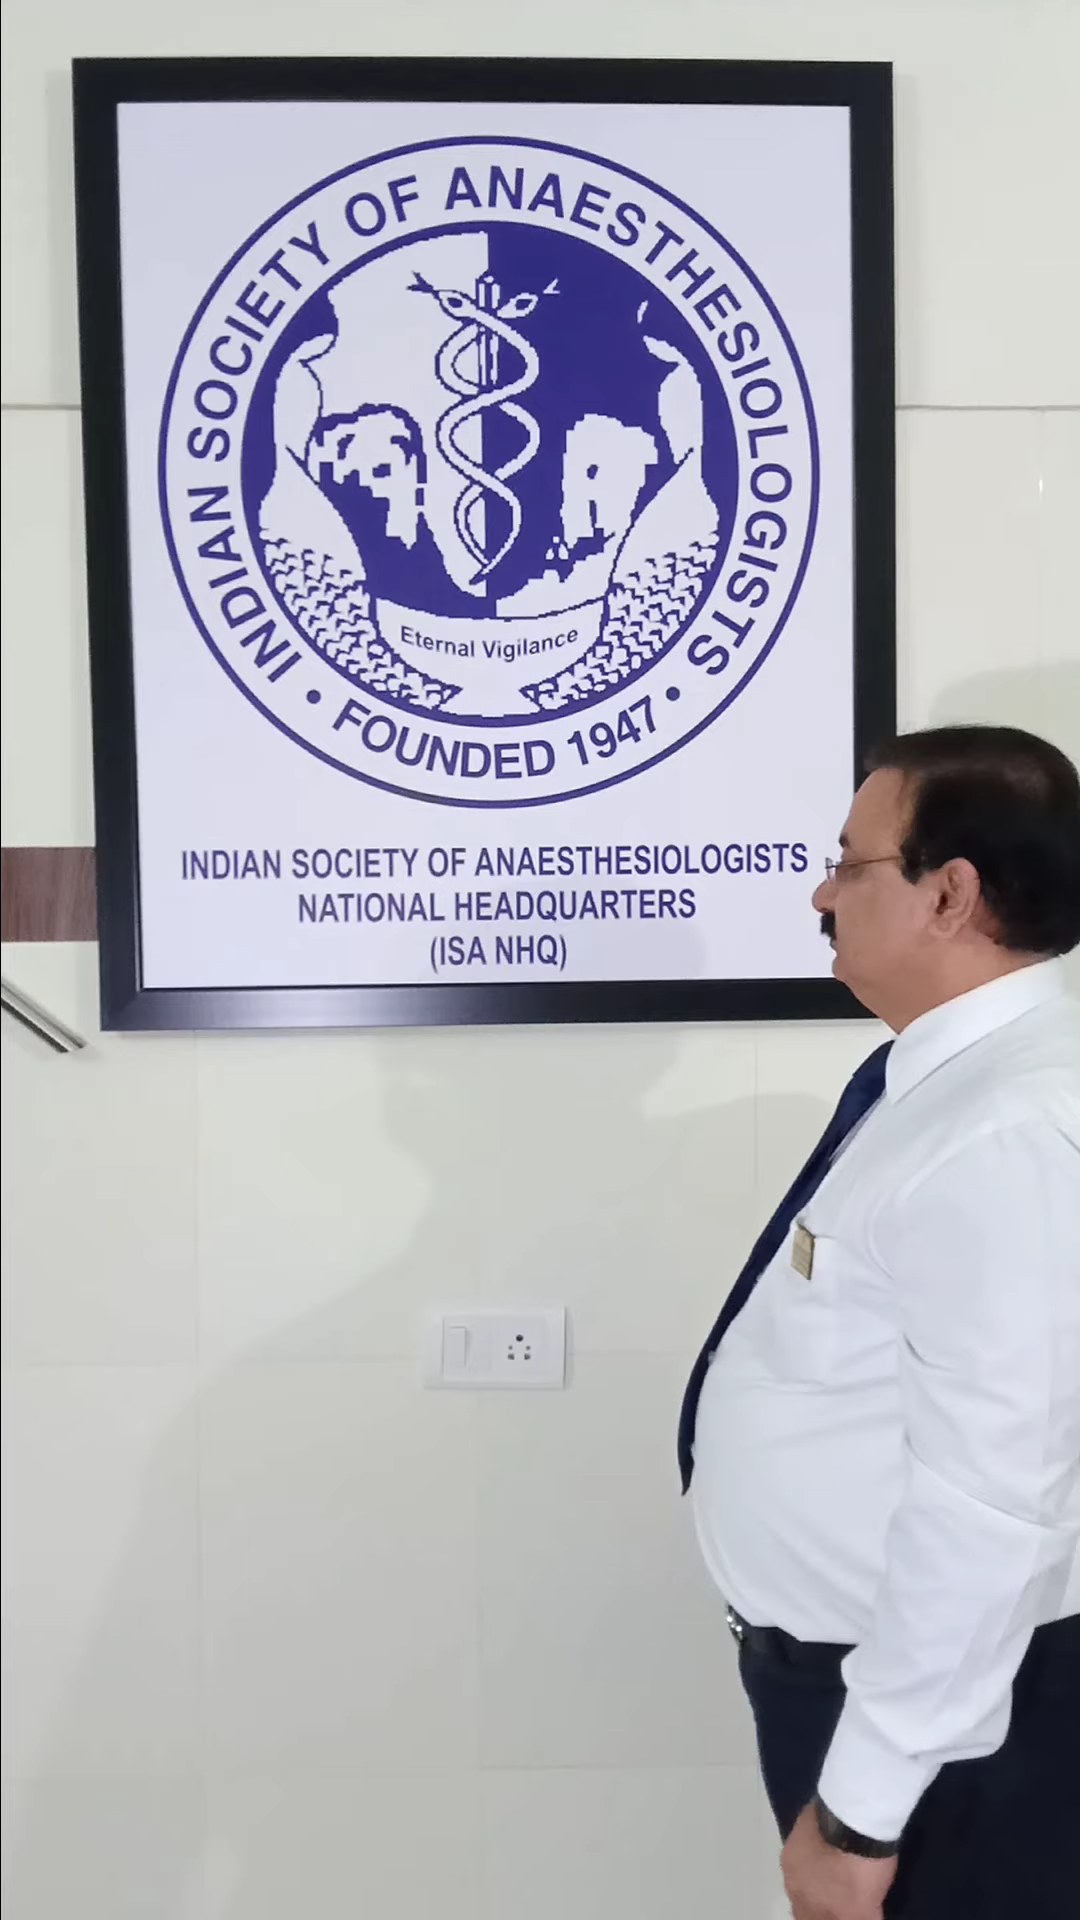 INDIAN SOCIETY OF ANAESTHESIOLOGISTS
• FOUNDED 1947 •
Eternal Vigilance
INDIAN SOCIETY OF ANAESTHESIOLOGISTS
NATIONAL HEADQUARTERS
(ISA NHQ)